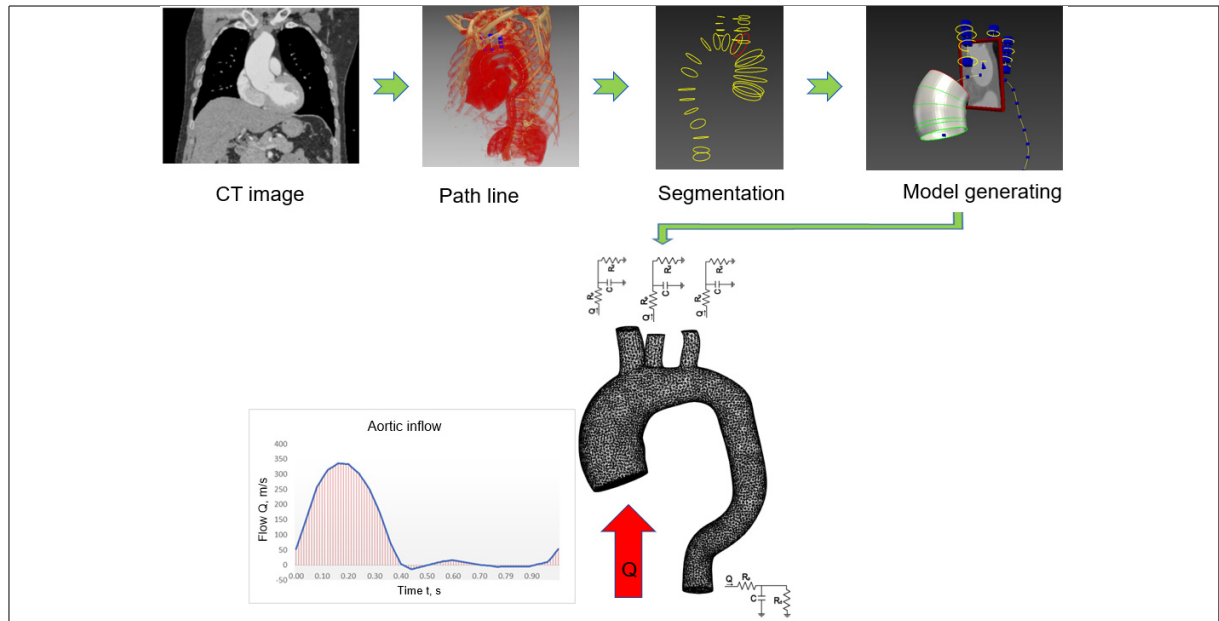 CT image
Path line
Segmentation
Model generating
Q
C
Q
C
Q
C
Aortic inflow
Flow Q, m/s
400
350
300
250
200
150
100
50
0
-50
0.00 0.10 0.20 0.30 0.40 0.50 0.60 0.70 0.79 0.90
Time t, s
Q
Q
C